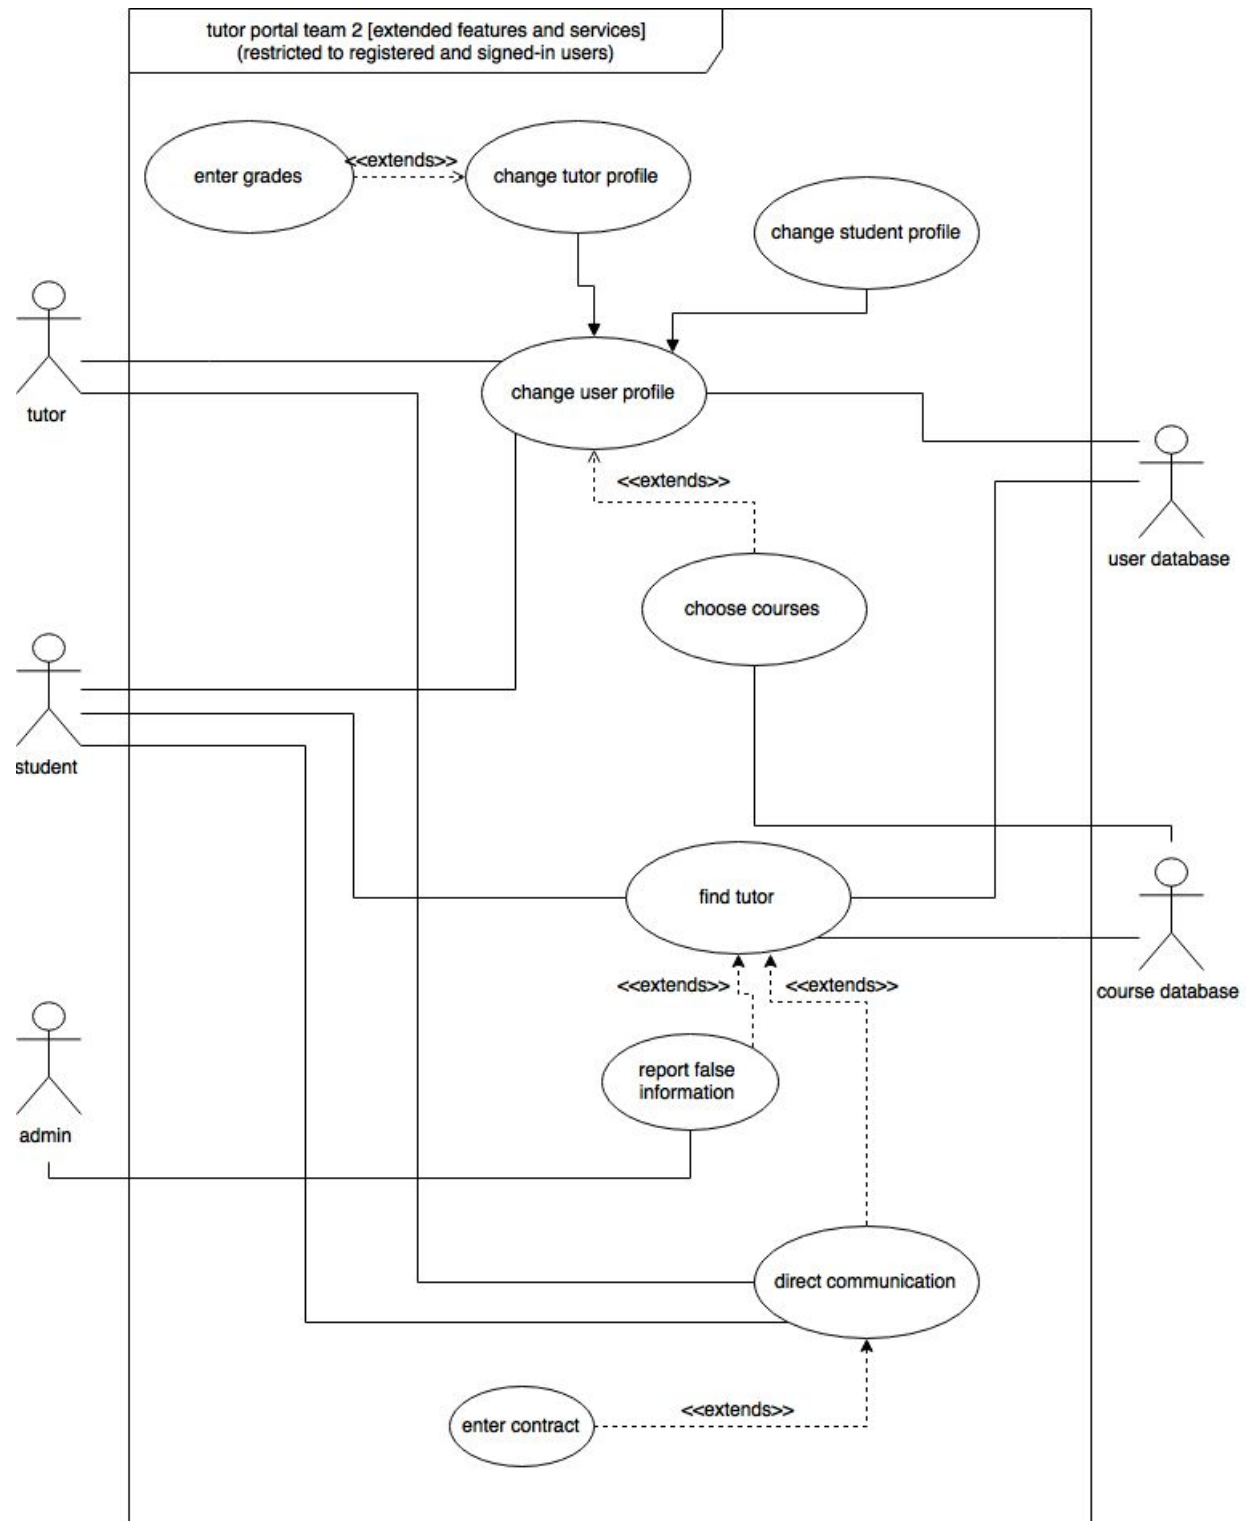 tutor portal team 2 [extended features and services]
(restricted to registered and signed-in users)
<<extends>>
enter grades
change tutor profile
change student profile
change user profile
tutor
<<extends>>
user database
choose courses
student
find tutor
<<extends>>
<<extends>>
course database
report false
information
admin
direct communication
<<extends>>
enter contract